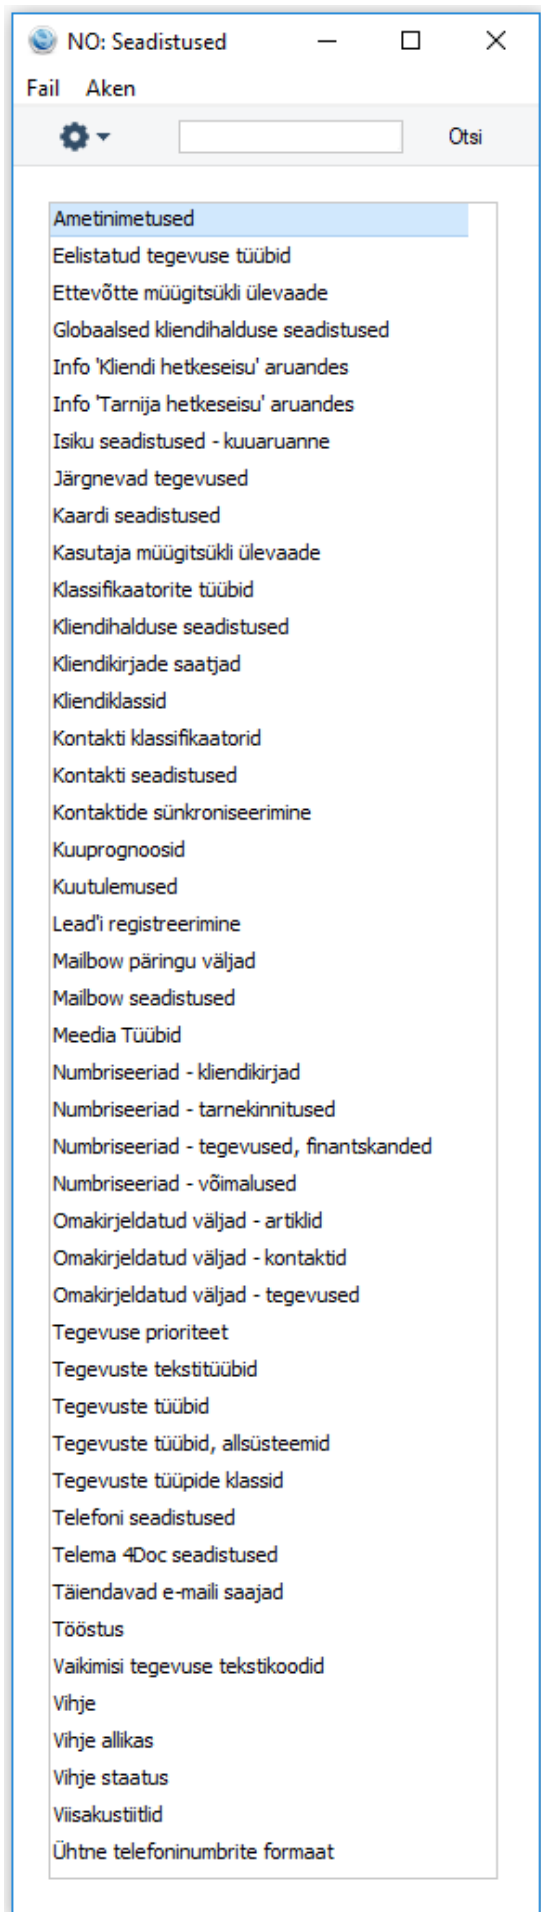 NO: Seadistused
Fail Aken
Otsi
Ametinimetused
Eelistatud tegevuse tüübid
Ettevõtte müügitsükli ülevaade
Globaalsed kliendihalduse seadistused
Info 'Kliendi hetkeseisu' aruandes
Info 'Tarnija hetkeseisu' aruandes
Isiku seadistused - kuuaruanne
Järgnevad tegevused
Kaardi seadistused
Kasutaja müügitsükli ülevaade
Klassifikaatorite tüübid
Kliendihalduse seadistused
Kliendikirjade saatjad
Kliendiklassid
Kontakti klassifikaatorid
Kontakti seadistused
Kontaktide sünkroniseerimine
Kuuprognoosid
Kuutulemused
Lead'i registreerimine
Mailbow päringu väljad
Mailbow seadistused
Meedia Tüübid
Numbriseeriad - kliendikirjad
Numbriseeriad - tarnekinnitused
Numbriseeriad - tegevused, finantskanded
Numbriseeriad - võimalused
Omakirjeldatud väljad - artiklid
Omakirjeldatud väljad - kontaktid
Omakirjeldatud väljad - tegevused
Tegevuse prioriteet
Tegevuste tekstitüübid
Tegevuste tüübid
Tegevuste tüübid, allsüsteemid
Tegevuste tüüpide klassid
Telefoni seadistused
Telema 4Doc seadistused
Täiendavad e-maili saajad
Tööstus
Vaikimisi tegevuse tekstikoodid
Vihje
Vihje allikas
Vihje staatus
Viisakustiitlid
Ühtne telefoninumbrite formaat